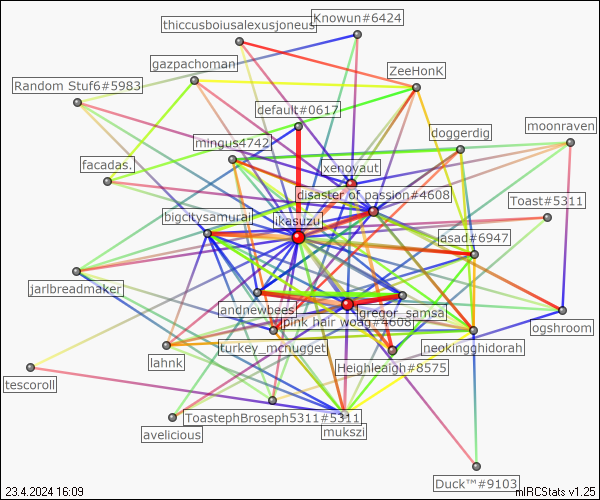 Knowun#6424
thiccusboiusalexusjoneus
gazpachoman
ZeeHonK
Random Stuf6#5983
default#0617
moonraven
doggerdig
mingus4742
facadas.
xenovaut
disaster of passion#4608
Toast#5311
bigcitysamurai
ikasuzu
jasad#6947
jarlbreadmaker
andnewbees
gregor_samsa
pink hair woag#4608
ogshroom
turkey_mcnugget
neokingghidorah
lahnk
Heighleaigh#8575
tescoroll
ToastephBroseph5311#5311
mukszi
avelicious
Duck™#9103
23.4.2024 16:09
mIRCStats v1.25